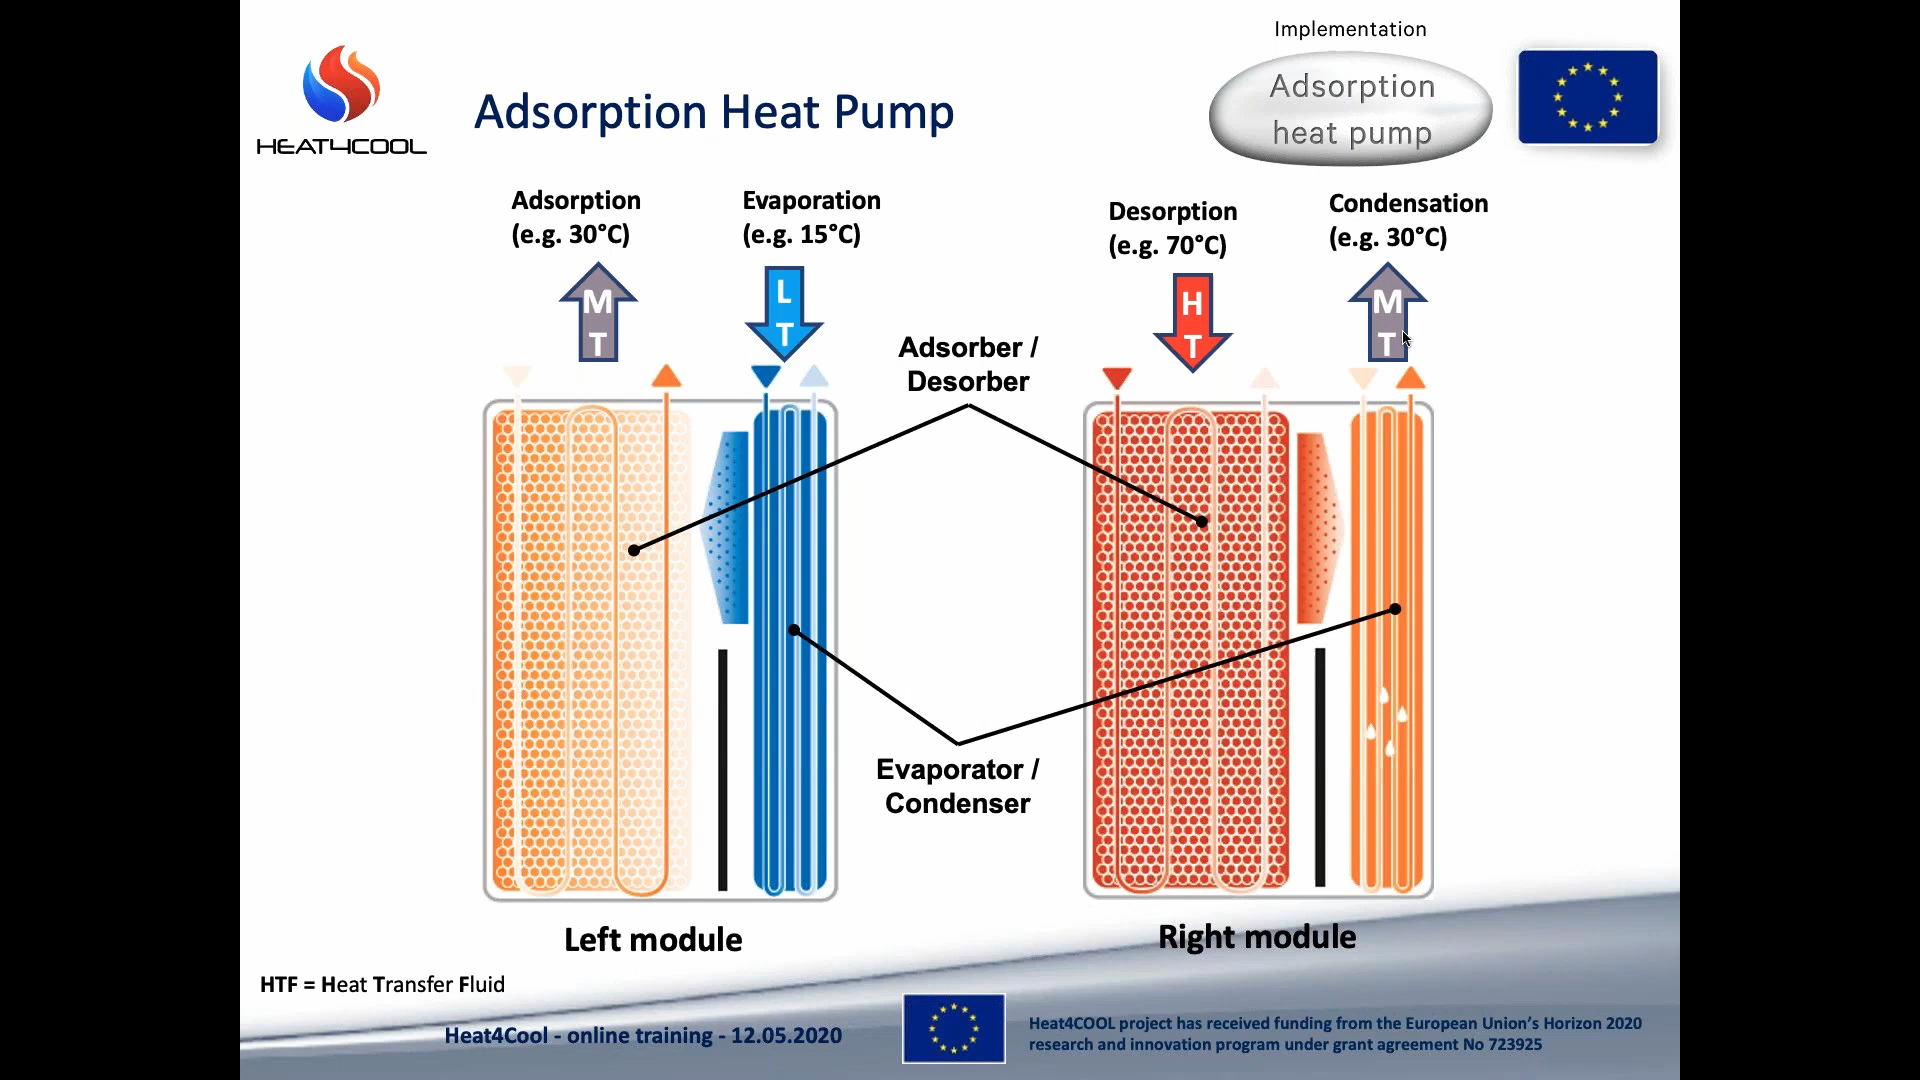 Implementation
Adsorption
heat pump
HEAT4COOL
Adsorption Heat Pump
Adsorption
(e.g. 30°C)
Evaporation
(e.g. 15°C)
Desorption
(e.g. 70°C)
Condensation
(e.g. 30°C)
M
T
L
T
H
T
M
T
Adsorber /
Desorber
Evaporator /
Condenser
Left module
Right module
HTF = Heat Transfer Fluid
Heat4Cool - online training - 12.05.2020
Heat4COOL project has received funding from the European Union's Horizon 2020
research and innovation program under grant agreement No 723925